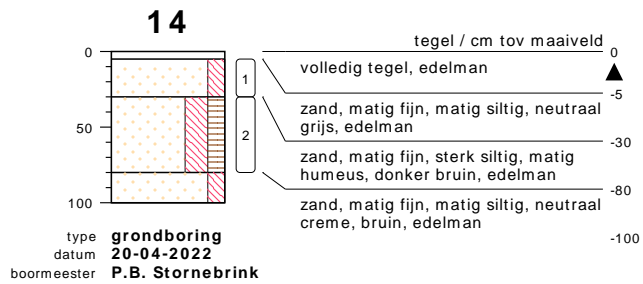 14
tegel / cm tov maaiveld
0
0
volledig tegel, edelman
-5
1
zand, matig fijn, matig siltig, neutraal
grijs, edelman
-30
50
2
zand, matig fijn, sterk siltig, matig
humeus, donker bruin, edelman
-80
zand, matig fijn, matig siltig, neutraal
creme, bruin, edelman
100
-100
type grondboring
datum 20-04-2022
boormeester P.B. Stornebrink